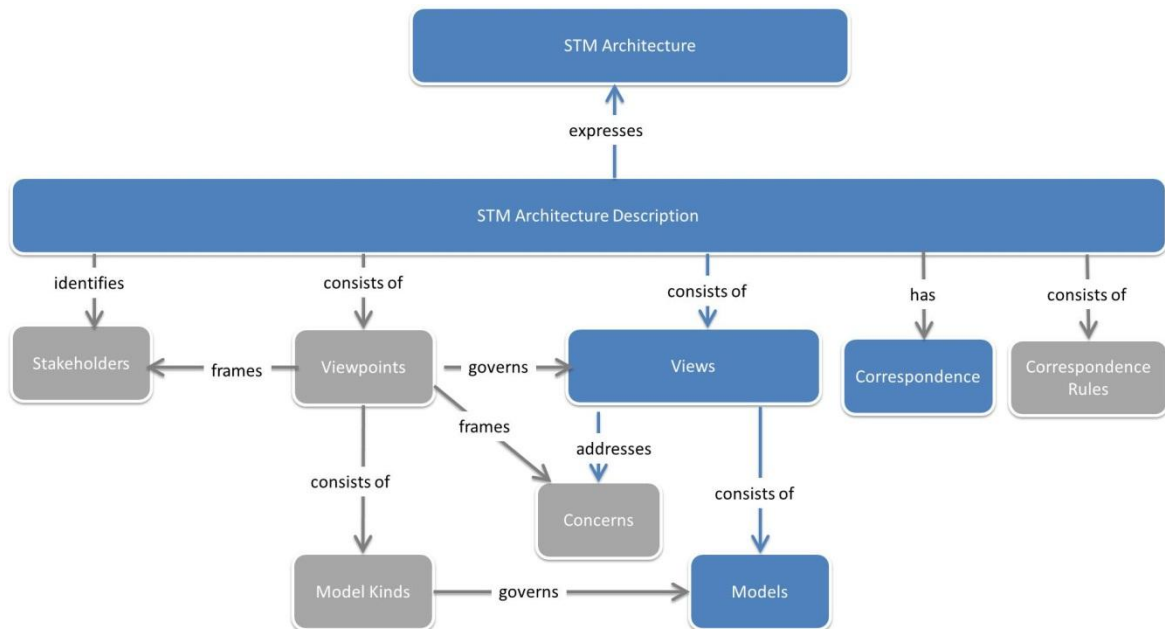 STM Architecture
expresses
STM Architecture Description
identifies
consists of
consists of
has
consists of
Stakeholders
frames
Viewpoints
governs
Views
Correspondence
Correspondence
Rules
frames
addresses
consists of
consists of
Concerns
Model Kinds
governs
Models